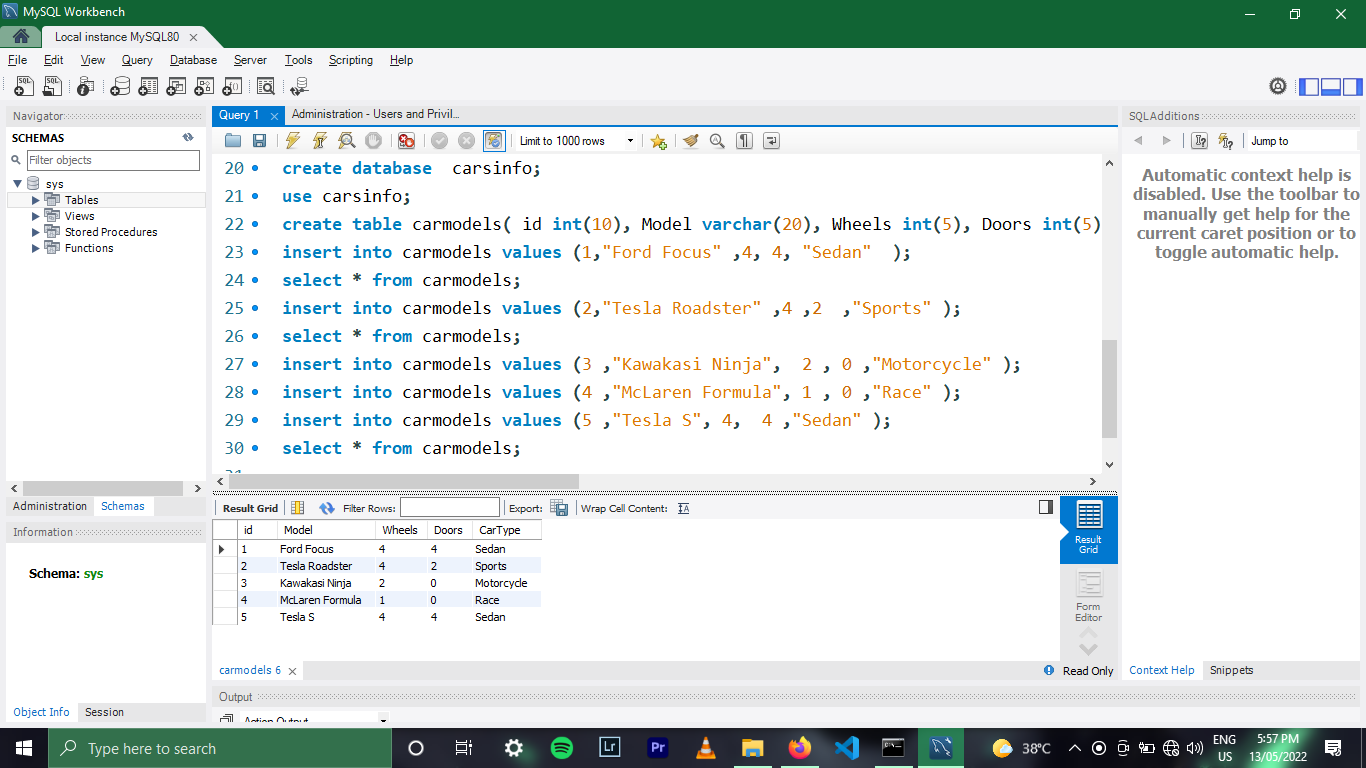 MySQL Workbench
Local instance MySQL80
File Edit View Query Database Server Tools Scripting Help
Navigator
SCHEMAS
Filter objects
sys
Tables
Views
Stored Procedures
Functions
Administration Schemas
Information
Schema: sys
Object Info Session
Query 1 Administration - Users and Privil...
Limit to 1000 rows
20 create database  carsinfo;
21 use carsinfo;
22 create table carmodels( id int(10), Model varchar(20), Wheels int(5), Doors int(5)
23 insert into carmodels values (1,"Ford Focus" ,4, 4, "Sedan"  );
24 select * from carmodels;
25 insert into carmodels values (2,"Tesla Roadster" ,4 ,2  ,"Sports" );
26 select * from carmodels;
27 insert into carmodels values (3 ,"Kawakasi Ninja",  2 , 0 ,"Motorcycle" );
28 insert into carmodels values (4 ,"McLaren Formula", 1 , 0 ,"Race" );
29 insert into carmodels values (5 ,"Tesla S", 4,  4 ,"Sedan" );
30 select * from carmodels;
31
Result Grid Filter Rows: Export: Wrap Cell Content:
id Model Wheels Doors CarType
1 Ford Focus 4 4 Sedan
2 Tesla Roadster 4 2 Sports
3 Kawakasi Ninja 2 0 Motorcycle
4 McLaren Formula 1 0 Race
5 Tesla S 4 4 Sedan
Result
Grid
Form
Editor
carmodels 6
Read Only
Output
Action Output
SQLAdditions
Jump to
Automatic context help is
disabled. Use the toolbar to
manually get help for the
current caret position or to
toggle automatic help.
Context Help Snippets
Type here to search
Lr
Pr
38°C
ENG
US
5:57 PM
13/05/2022